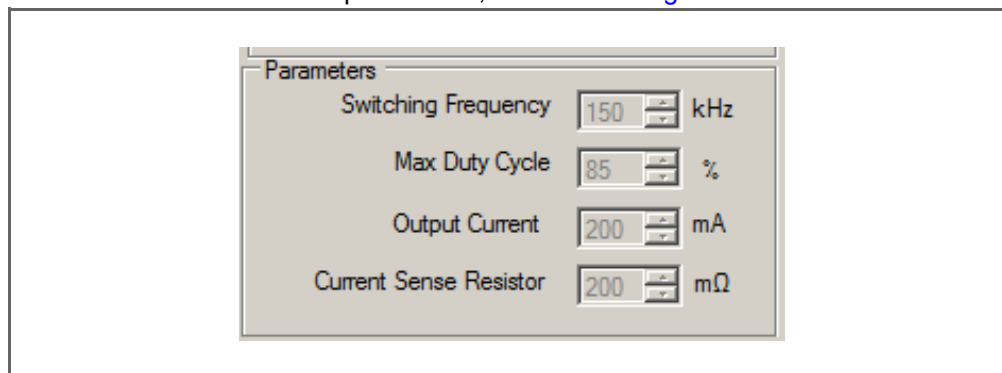 Parameters
Switching Frequency 150 kHz
Max Duty Cycle 85 %
Output Current 200 mA
Current Sense Resistor 200 mΩ